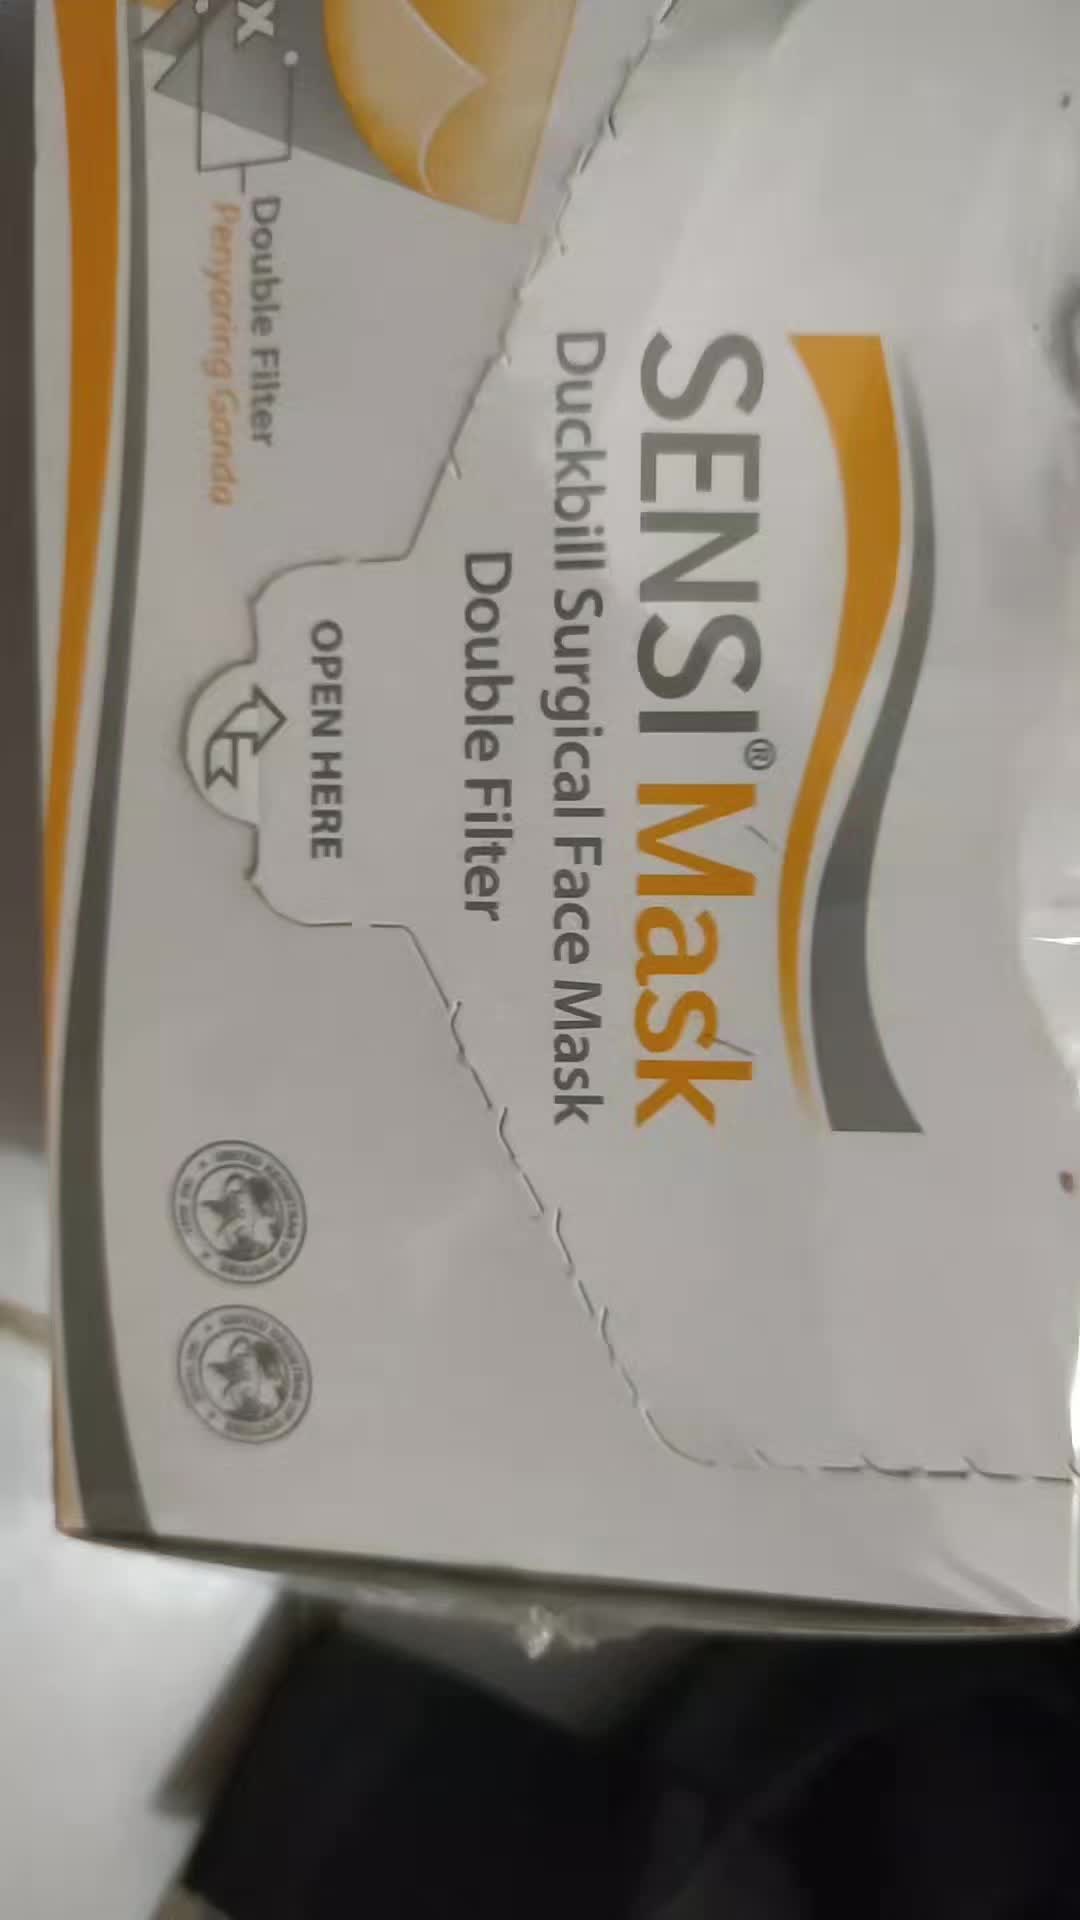 SENSI® Mask
Duckbill Surgical Face Mask
Double Filter
OPEN HERE
x
Double Filter
Penyaring Ganda